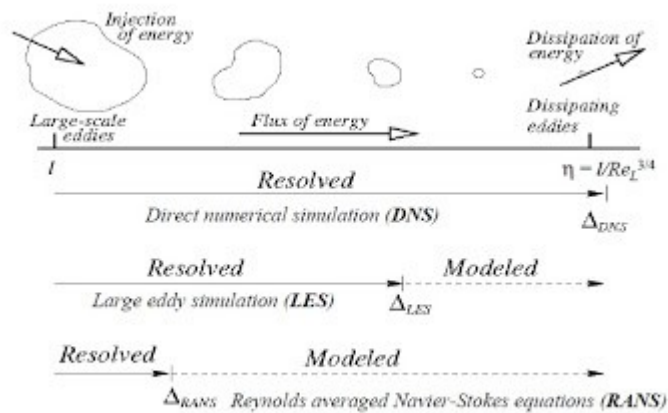 Injection
of energy
Dissipation of
energy
Large-scale
eddies
Flux of energy
Dissipating
eddies
l
η = l/Re_L^3/4
Resolved
Direct numerical simulation (DNS)
Δ_DNS
Resolved
Modeled
Large eddy simulation (LES)
Δ_LES
Resolved
Modeled
Δ_RANS Reynolds averaged Navier-Stokes equations (RANS)